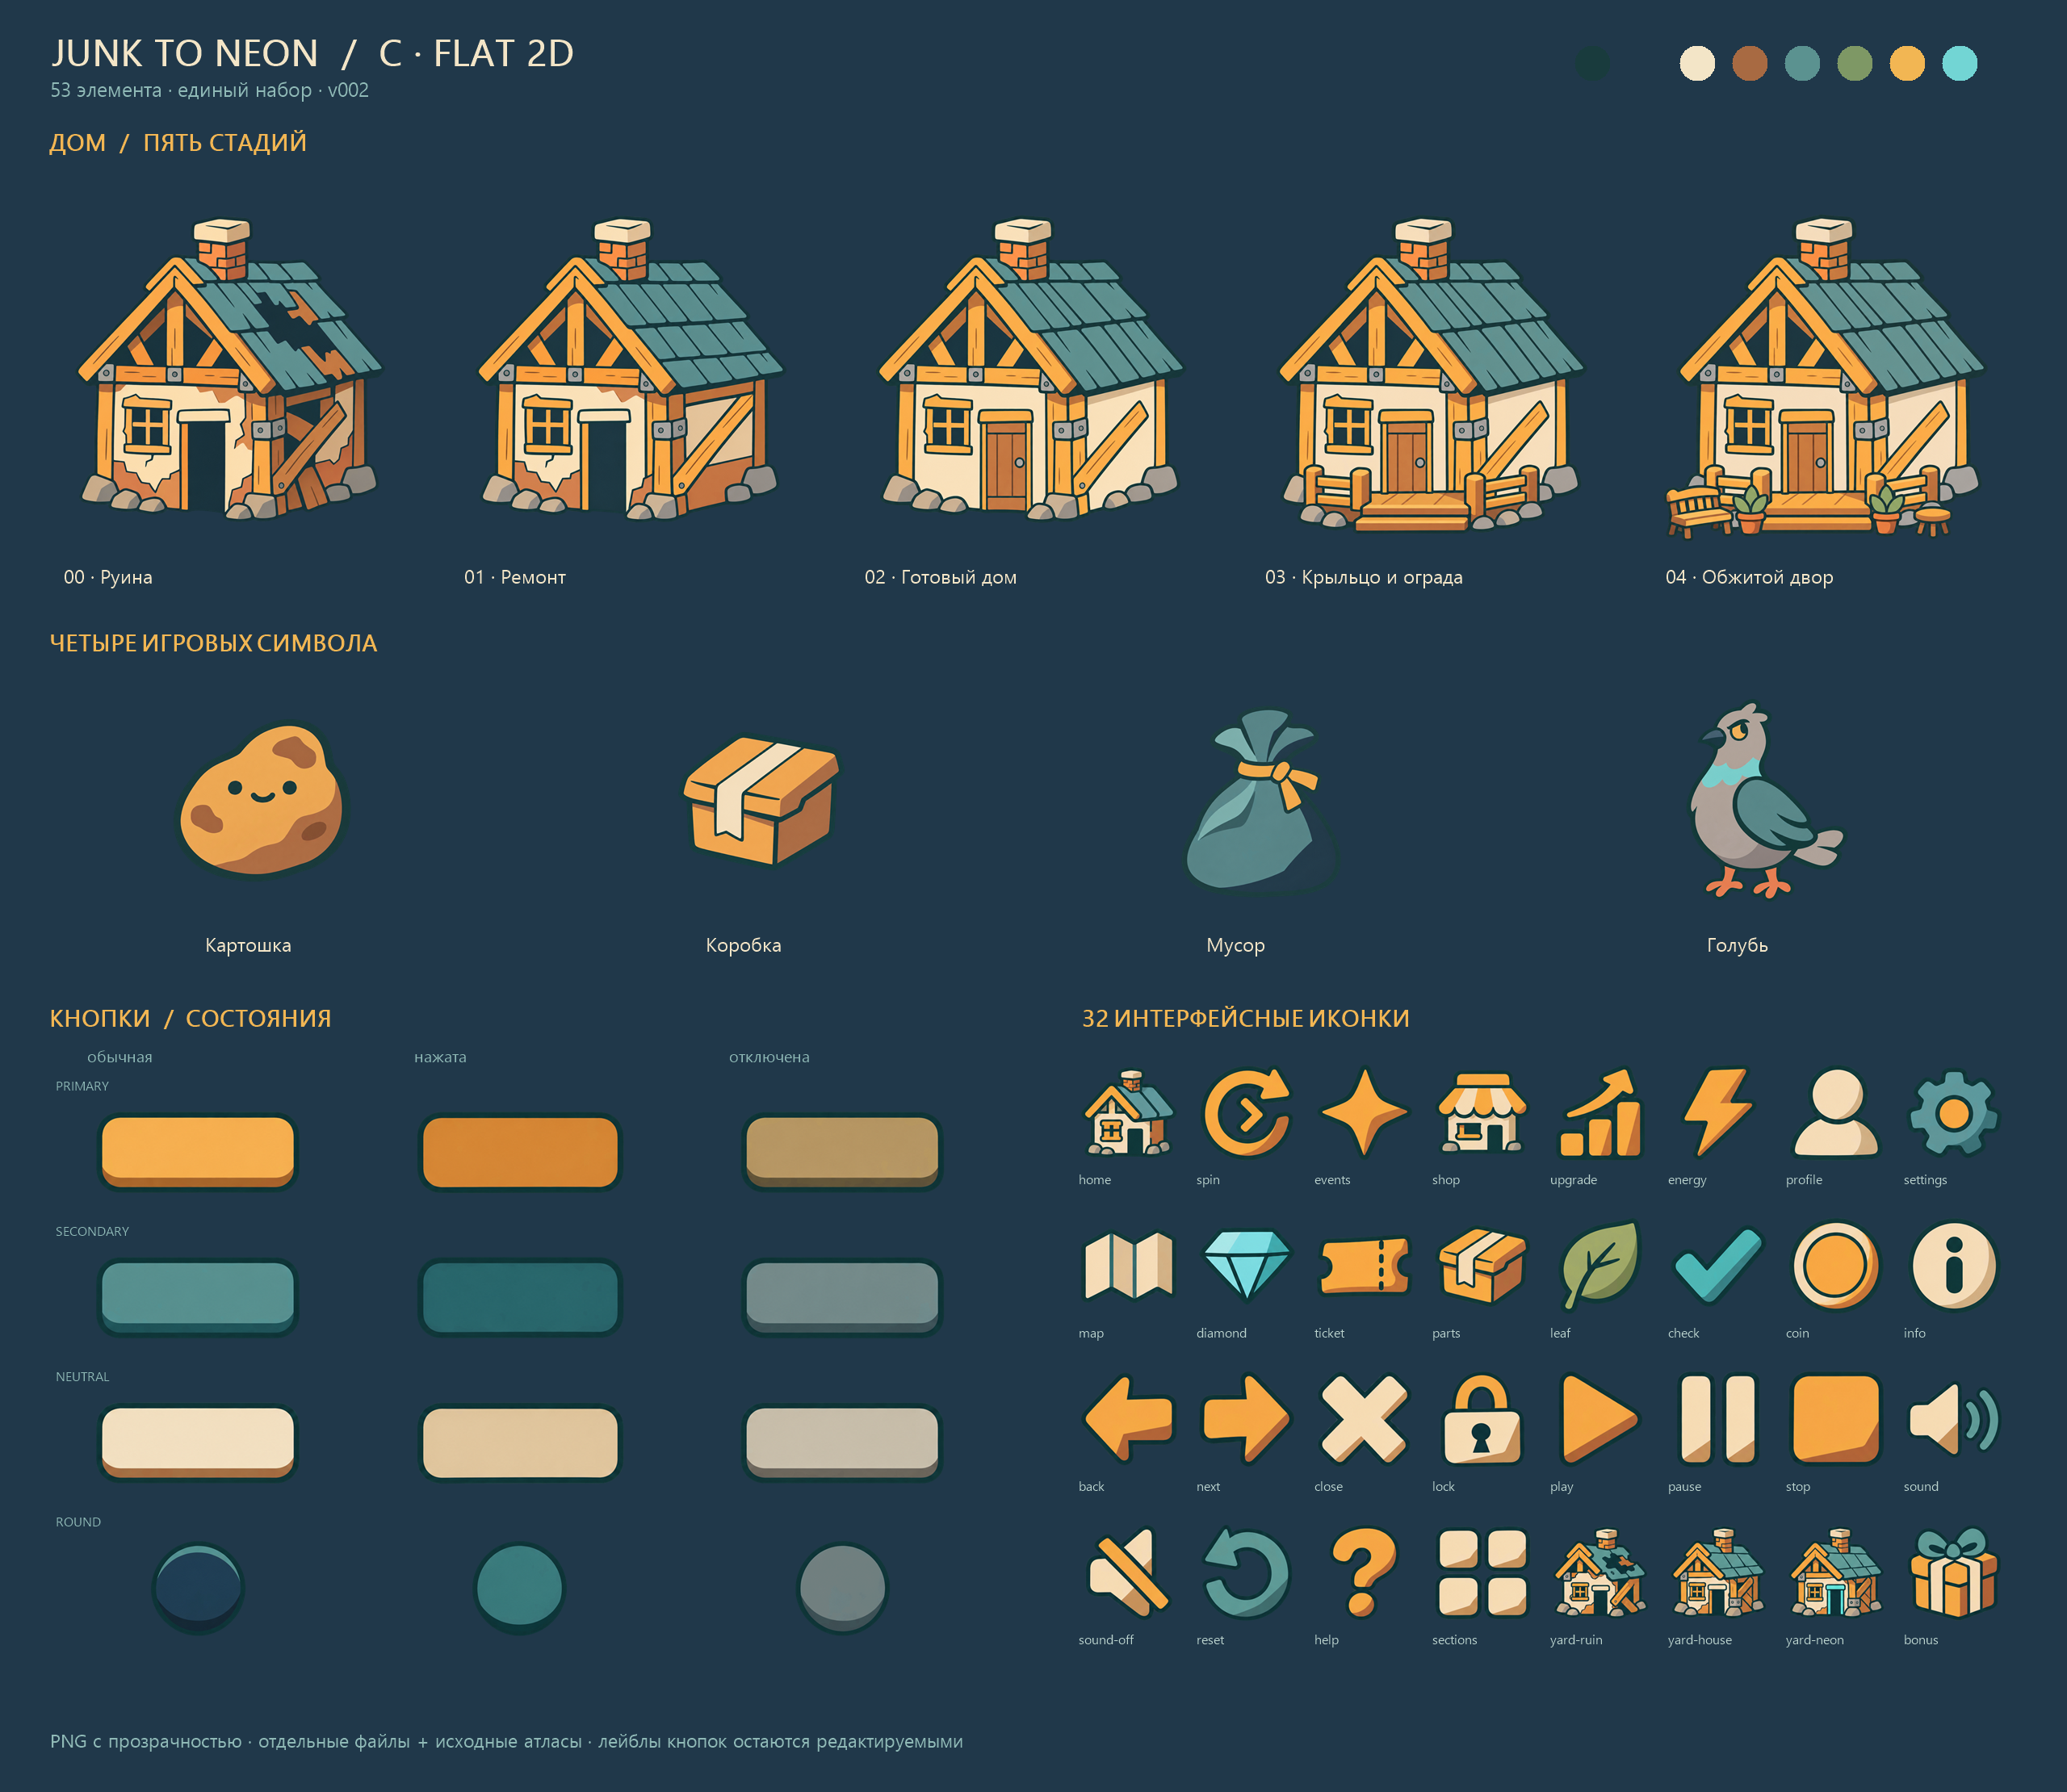 JUNK TO NEON / C · FLAT 2D
53 элемента · единый набор · v002
ДОМ / ПЯТЬ СТАДИЙ
00 · Руина
01 · Ремонт
02 · Готовый дом
03 · Крыльцо и ограда
04 · Обжитой двор
ЧЕТЫРЕ ИГРОВЫХ СИМВОЛА
Картошка
Коробка
Мусор
Голубь
КНОПКИ / СОСТОЯНИЯ
обычная
нажата
отключена
PRIMARY
SECONDARY
NEUTRAL
ROUND
32 ИНТЕРФЕЙСНЫЕ ИКОНКИ
home
spin
events
shop
upgrade
energy
profile
settings
map
diamond
ticket
parts
leaf
check
coin
info
back
next
close
lock
play
pause
stop
sound
sound-off
reset
help
sections
yard-ruin
yard-house
yard-neon
bonus
PNG с прозрачностью · отдельные файлы + исходные атласы · лейблы кнопок остаются редактируемыми